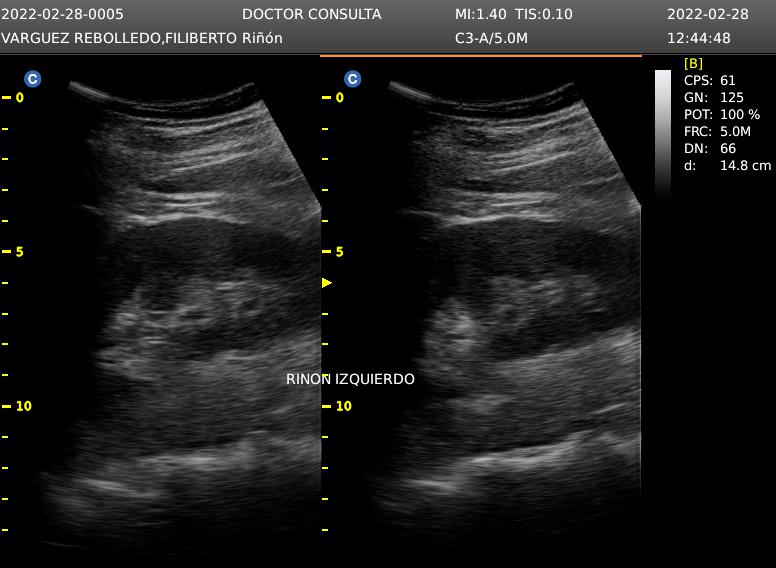 2022-02-28-0005 DOCTOR CONSULTA MI:1.40 TIS:0.10 2022-02-28
VARGUEZ REBOLLEDO,FILIBERTO Riñón C3-A/5.0M 12:44:48
[B]
C C
CPS: 61
0 0
GN: 125
POT: 100 %
FRC: 5.0M
DN: 66
d: 14.8 cm
5 5
RINON IZQUIERDO
10 10